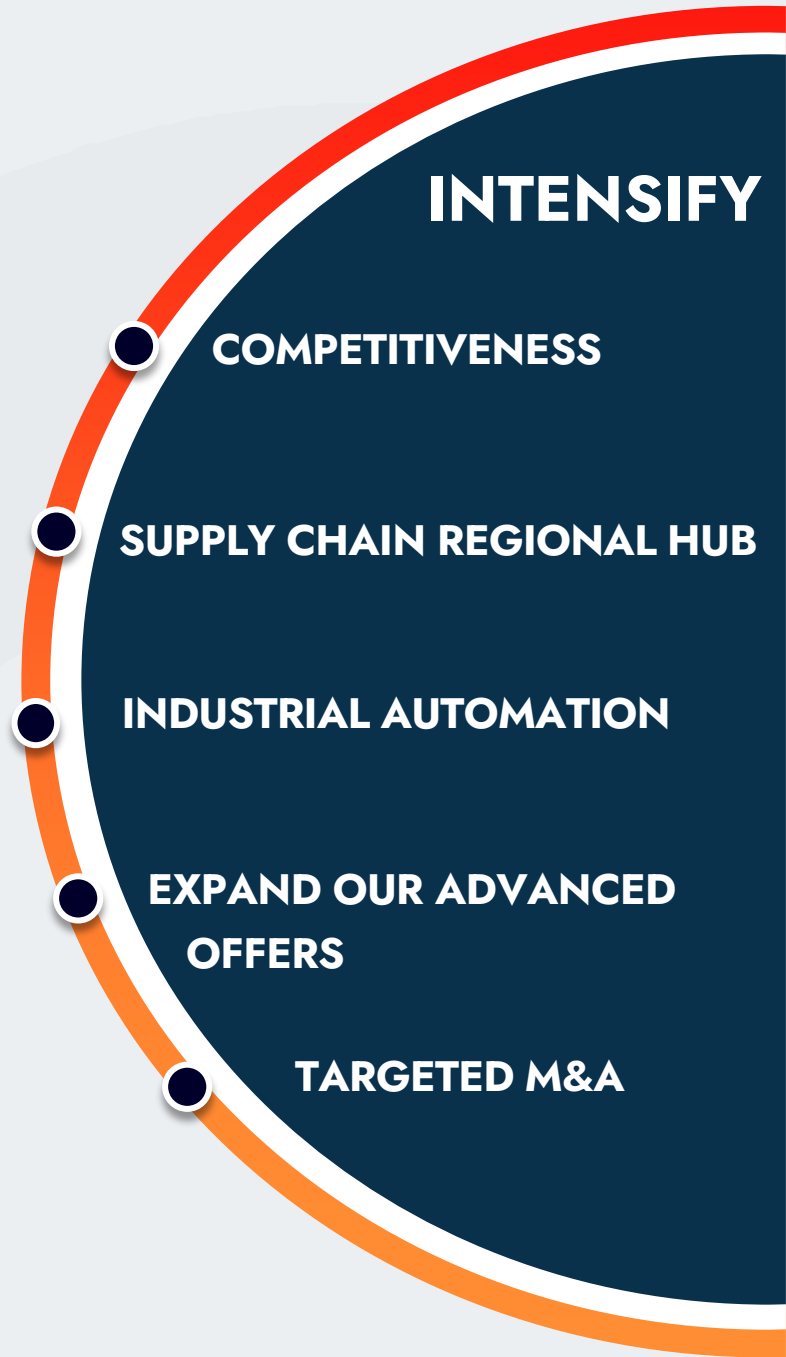 INTENSIFY
COMPETITIVENESS
SUPPLY CHAIN REGIONAL HUB
INDUSTRIAL AUTOMATION
EXPAND OUR ADVANCED
OFFERS
TARGETED M&A